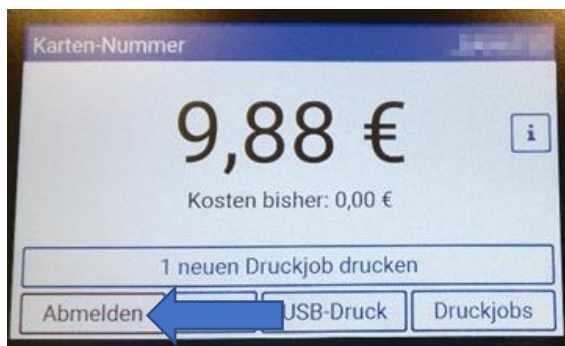 Karten-Nummer
9,88 €
i
Kosten bisher: 0,00 €
1 neuen Druckjob drucken
Abmelden USB-Druck Druckjobs